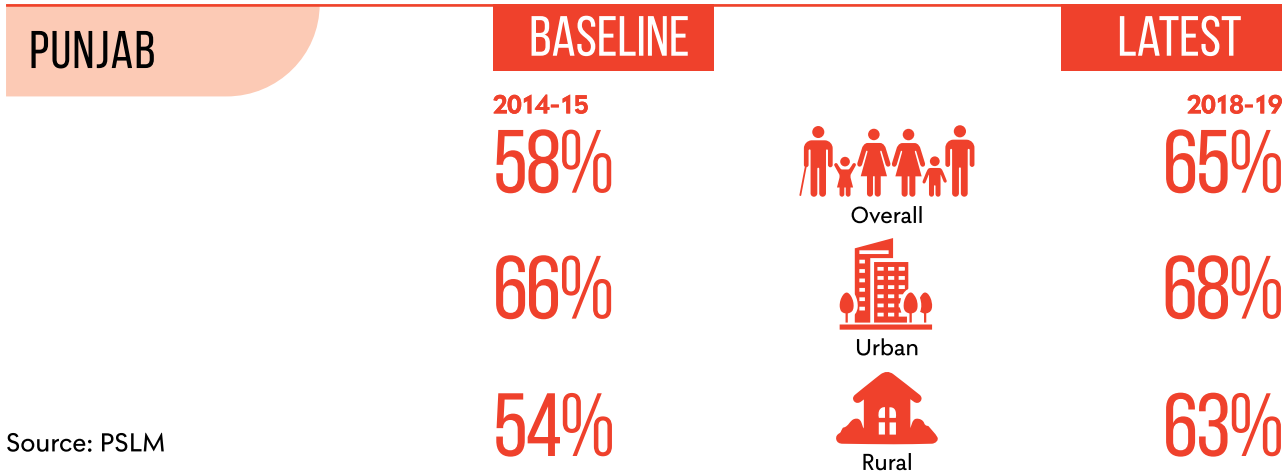 PUNJAB
BASELINE
LATEST
2014-15
2018-19
58%
Overall
65%
66%
Urban
68%
54%
Rural
63%
Source: PSLM